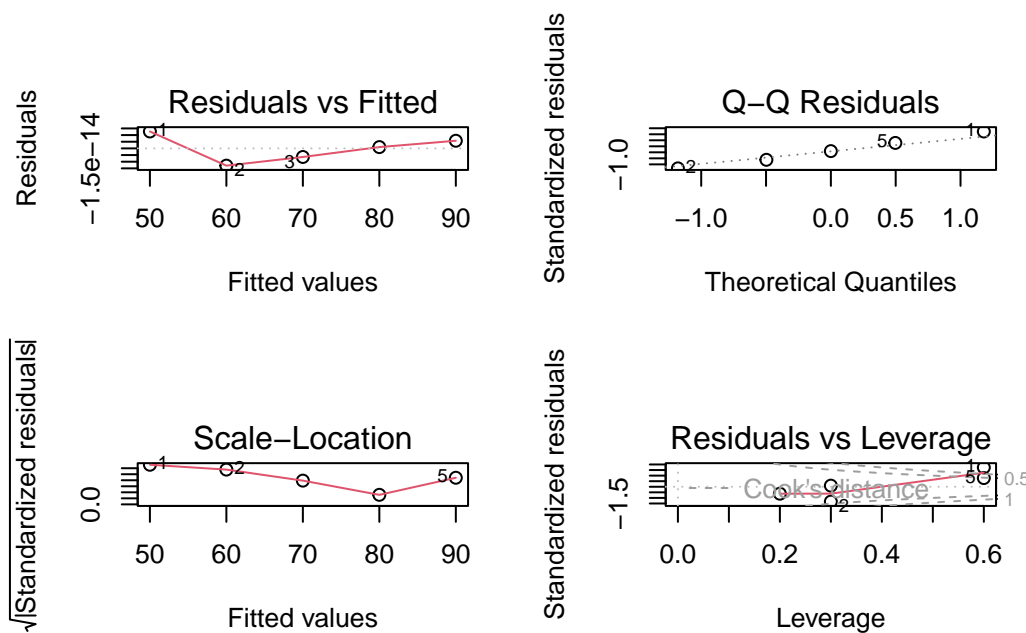 Residuals vs Fitted
Residuals
−1.5e−14
1
2
3
50 60 70 80 90
Fitted values
Q−Q Residuals
Standardized residuals
−1.0
2
5
1
−1.0 0.0 0.5 1.0
Theoretical Quantiles
Scale−Location
√|Standardized residuals|
0.0
1
2
5
50 60 70 80 90
Fitted values
Residuals vs Leverage
Standardized residuals
−1.5
Cook's distance
1
5
2
0.5
1
0.0 0.2 0.4 0.6
Leverage